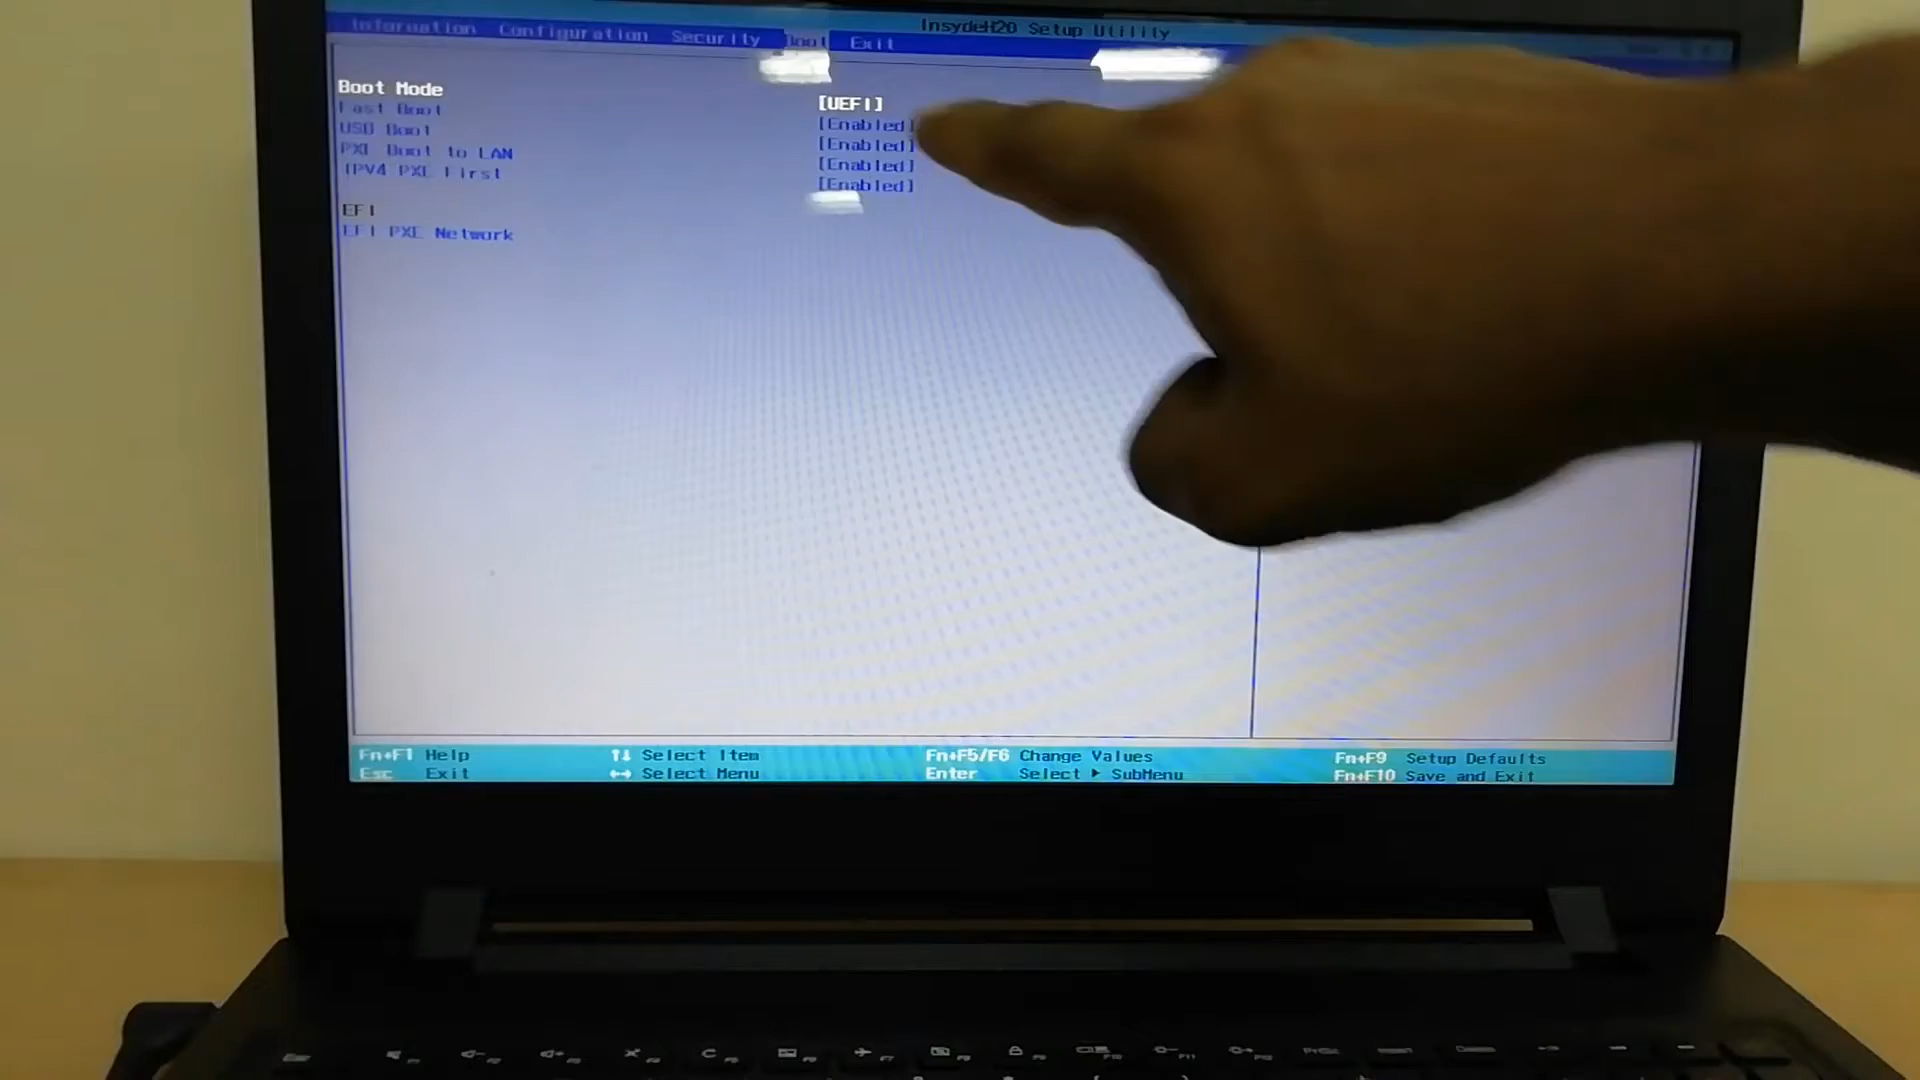 InsydeH20 Setup Utility
Information Configuration Security Boot Exit
Boot Mode [UEFI]
Fast Boot [Enabled]
USB Boot [Enabled]
PXE Boot to LAN [Enabled]
IPV4 PXE First [Enabled]
EFI
EFI PXE Network
Fn+F1 Help ↑↓ Select Item Fn+F5/F6 Change Values Fn+F9 Setup Defaults
Esc Exit ←→ Select Menu Enter Select ▶ SubMenu Fn+F10 Save and Exit